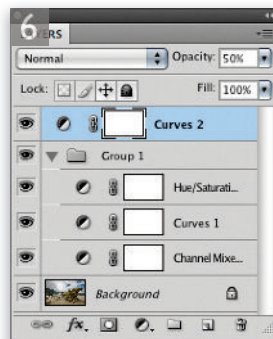 6
ERS
Normal Opacity: 50%
Lock: Fill: 100%
Curves 2
Group 1
Hue/Saturati...
Curves 1
Channel Mixe...
Background
fx.